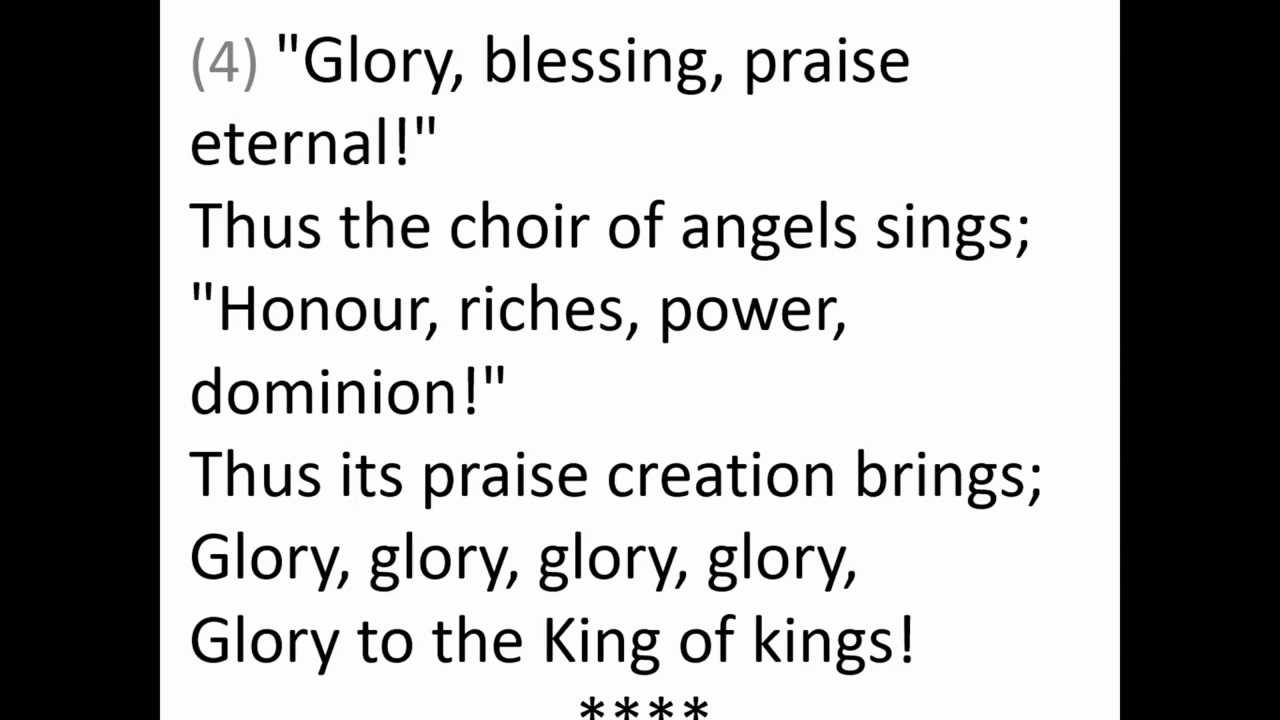 (4) "Glory, blessing, praise
eternal!"
Thus the choir of angels sings;
"Honour, riches, power,
dominion!"
Thus its praise creation brings;
Glory, glory, glory, glory,
Glory to the King of kings!
****